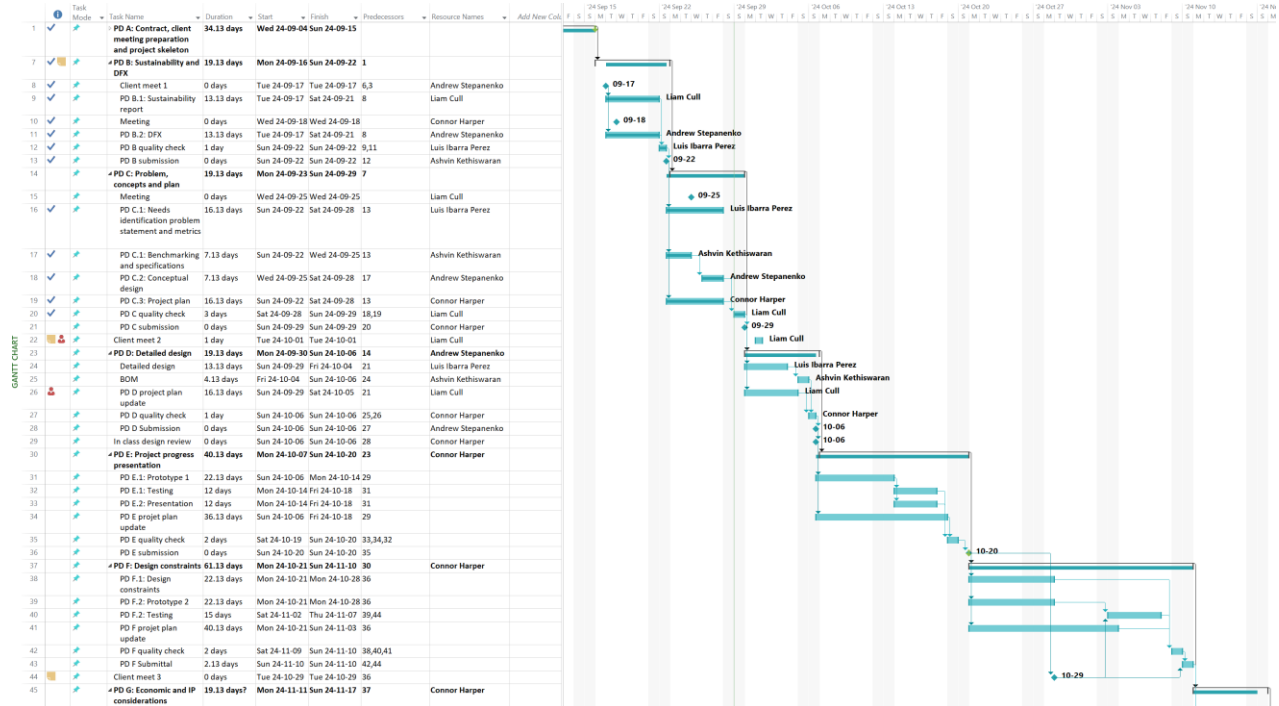 Task Mode Task Name Duration Start Finish Predecessors Resource Names Add New Col
'24 Sep 15 '24 Sep 22 '24 Sep 29 '24 Oct 06 '24 Oct 13 '24 Oct 20 '24 Oct 27 '24 Nov 03 '24 Nov 10
F S S M T W T F S S M T W T F S S M T W T F S S M T W T F S S M T W T F S S M T W T F S S M T W T F S S M T W T F S S M T W T F S
GANTT CHART
1 PD A: Contract, client 34.13 days Wed 24-09-04 Sun 24-09-15
meeting preparation
and project skeleton
7 PD B: Sustainability and 19.13 days Mon 24-09-16 Sun 24-09-22 1
DFX
8 Client meet 1 0 days Tue 24-09-17 Tue 24-09-17 6,3 Andrew Stepanenko 09-17
9 PD B.1: Sustainability 13.13 days Tue 24-09-17 Sat 24-09-21 8 Liam Cull Liam Cull
report
10 Meeting 0 days Wed 24-09-18 Wed 24-09-18 Connor Harper 09-18
11 PD B.2: DFX 13.13 days Tue 24-09-17 Sat 24-09-21 8 Andrew Stepanenko Andrew Stepanenko
12 PD B quality check 1 day Sun 24-09-22 Sun 24-09-22 9,11 Luis Ibarra Perez Luis Ibarra Perez
13 PD B submission 0 days Sun 24-09-22 Sun 24-09-22 12 Ashvin Kethiswaran 09-22
14 PD C: Problem, 19.13 days Mon 24-09-23 Sun 24-09-29 7
concepts and plan
15 Meeting 0 days Wed 24-09-25 Wed 24-09-25 Liam Cull 09-25
16 PD C.1: Needs 16.13 days Sun 24-09-22 Sat 24-09-28 13 Luis Ibarra Perez Luis Ibarra Perez
identification problem
statement and metrics
17 PD C.1: Benchmarking 7.13 days Sun 24-09-22 Wed 24-09-25 13 Ashvin Kethiswaran Ashvin Kethiswaran
and specifications
18 PD C.2: Conceptual 7.13 days Wed 24-09-25 Sat 24-09-28 17 Andrew Stepanenko Andrew Stepanenko
design
19 PD C.3: Project plan 16.13 days Sun 24-09-22 Sat 24-09-28 13 Connor Harper Connor Harper
20 PD C quality check 3 days Sat 24-09-28 Sun 24-09-29 18,19 Liam Cull Liam Cull
21 PD C submission 0 days Sun 24-09-29 Sun 24-09-29 20 Connor Harper 09-29
22 Client meet 2 1 day Tue 24-10-01 Tue 24-10-01 Liam Cull Liam Cull
23 PD D: Detailed design 19.13 days Mon 24-09-30 Sun 24-10-06 14 Andrew Stepanenko
24 Detailed design 13.13 days Sun 24-09-29 Fri 24-10-04 21 Luis Ibarra Perez Luis Ibarra Perez
25 BOM 4.13 days Fri 24-10-04 Sun 24-10-06 24 Ashvin Kethiswaran Ashvin Kethiswaran
26 PD D project plan 16.13 days Sun 24-09-29 Sat 24-10-05 21 Liam Cull Liam Cull
update
27 PD D quality check 1 day Sun 24-10-06 Sun 24-10-06 25,26 Connor Harper Connor Harper
28 PD D Submission 0 days Sun 24-10-06 Sun 24-10-06 27 Andrew Stepanenko 10-06
29 In class design review 0 days Sun 24-10-06 Sun 24-10-06 28 Connor Harper 10-06
30 PD E: Project progress 40.13 days Mon 24-10-07 Sun 24-10-20 23 Connor Harper
presentation
31 PD E.1: Prototype 1 22.13 days Sun 24-10-06 Mon 24-10-14 29
32 PD E.1: Testing 12 days Mon 24-10-14 Fri 24-10-18 31
33 PD E.2: Presentation 12 days Mon 24-10-14 Fri 24-10-18 31
34 PD E projet plan 36.13 days Sun 24-10-06 Fri 24-10-18 29
update
35 PD E quality check 2 days Sat 24-10-19 Sun 24-10-20 33,34,32
36 PD E submission 0 days Sun 24-10-20 Sun 24-10-20 35 10-20
37 PD F: Design constraints 61.13 days Mon 24-10-21 Sun 24-11-10 30 Connor Harper
38 PD F.1: Design 22.13 days Mon 24-10-21 Mon 24-10-28 36
constraints
39 PD F.2: Prototype 2 22.13 days Mon 24-10-21 Mon 24-10-28 36
40 PD F.2: Testing 15 days Sat 24-11-02 Thu 24-11-07 39,44
41 PD F projet plan 40.13 days Mon 24-10-21 Sun 24-11-03 36
update
42 PD F quality check 2 days Sat 24-11-09 Sun 24-11-10 38,40,41
43 PD F Submittal 2.13 days Sun 24-11-10 Sun 24-11-10 42,44
44 Client meet 3 0 days Tue 24-10-29 Tue 24-10-29 36 10-29
45 PD G: Economic and IP 19.13 days? Mon 24-11-11 Sun 24-11-17 37 Connor Harper
considerations